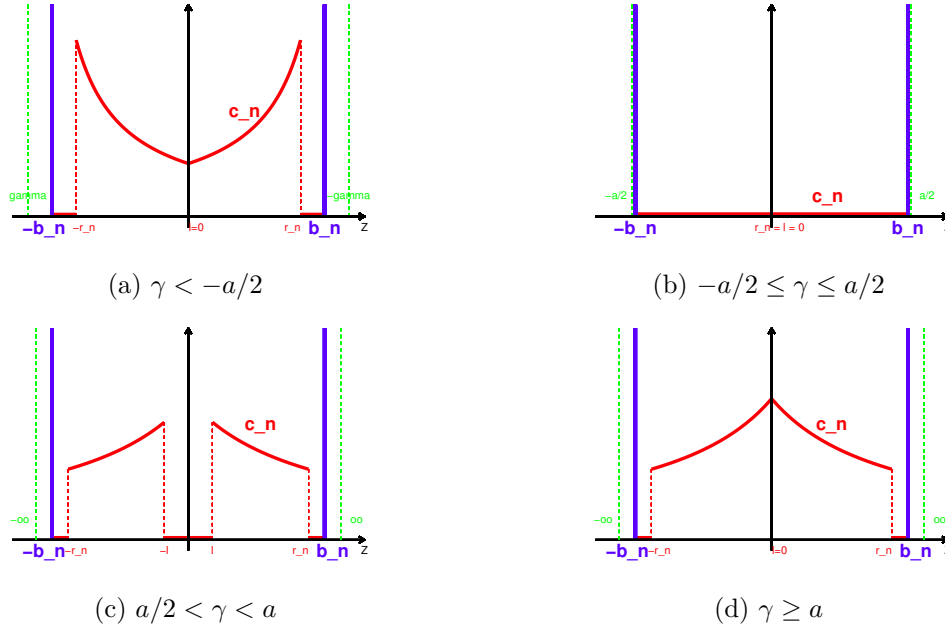 c_n
gamma
-gamma
-b_n
-r_n
l=0
r_n
b_n
z
(a) γ < −a/2
−a/2
c_n
a/2
-b_n
r_n = l = 0
b_n
(b) −a/2 ≤ γ ≤ a/2
c_n
−oo
oo
-b_n
-r_n
-l
l
r_n
b_n
z
(c) a/2 < γ < a
c_n
−oo
oo
-b_n
-r_n
l=0
r_n
b_n
(d) γ ≥ a